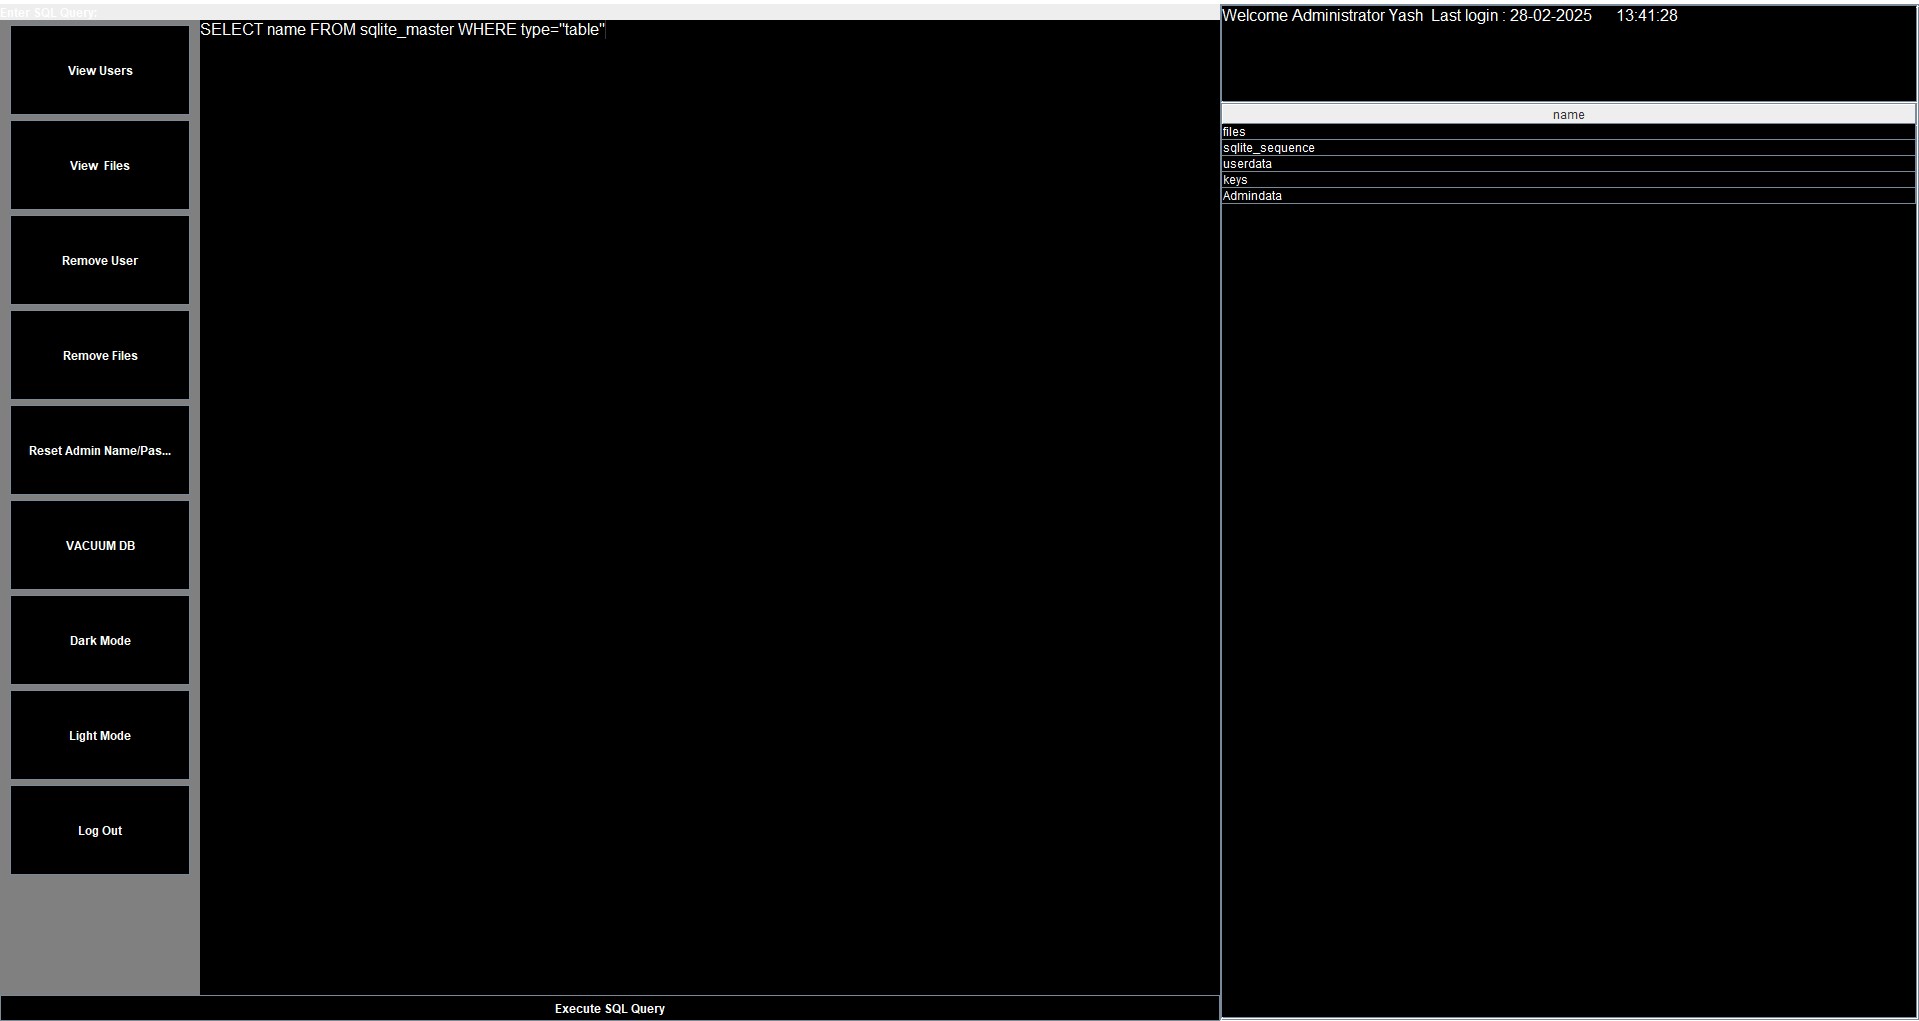 Enter SQL Query:
View Users
View  Files
Remove User
Remove Files
Reset Admin Name/Pas...
VACUUM DB
Dark Mode
Light Mode
Log Out
SELECT name FROM sqlite_master WHERE type="table"
Execute SQL Query
Welcome Administrator Yash  Last login : 28-02-2025      13:41:28
name
files
sqlite_sequence
userdata
keys
Admindata